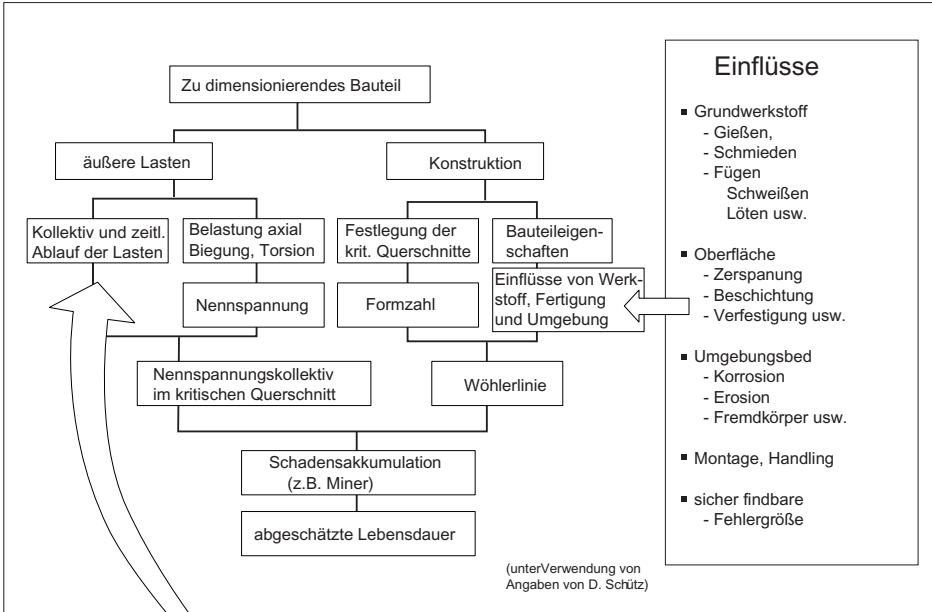 Zu dimensionierendes Bauteil
äußere Lasten
Konstruktion
Kollektiv und zeitl.
Ablauf der Lasten
Belastung axial
Biegung, Torsion
Festlegung der
krit. Querschnitte
Bauteileigen-
schaften
Nennspannung
Formzahl
Einflüsse von Werk-
stoff, Fertigung
und Umgebung
Nennspannungskollektiv
im kritischen Querschnitt
Wöhlerlinie
Schadensakkumulation
(z.B. Miner)
abgeschätzte Lebensdauer
(unterVerwendung von
Angaben von D. Schütz)
Einflüsse
▪ Grundwerkstoff
- Gießen,
- Schmieden
- Fügen
Schweißen
Löten usw.
▪ Oberfläche
- Zerspanung
- Beschichtung
- Verfestigung usw.
▪ Umgebungsbed
- Korrosion
- Erosion
- Fremdkörper usw.
▪ Montage, Handling
▪ sicher findbare
- Fehlergröße